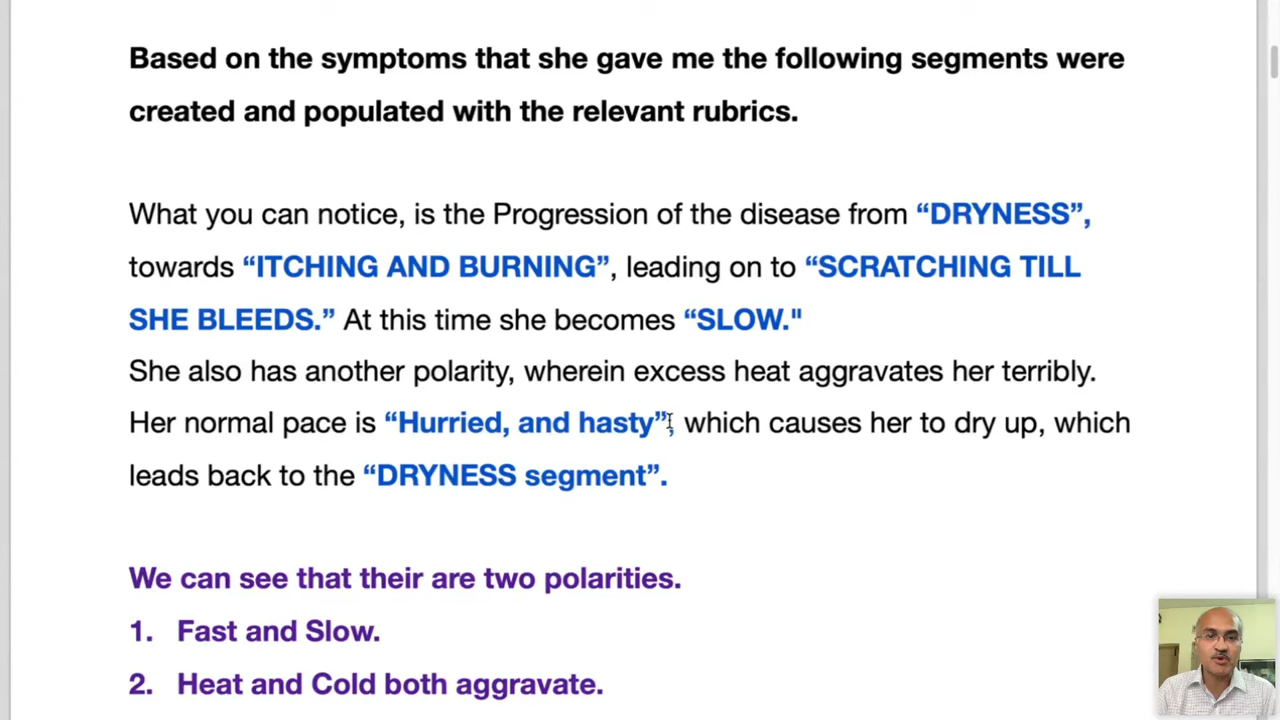 Based on the symptoms that she gave me the following segments were
created and populated with the relevant rubrics.
What you can notice, is the Progression of the disease from “DRYNESS”,
towards “ITCHING AND BURNING”, leading on to “SCRATCHING TILL
SHE BLEEDS.” At this time she becomes “SLOW."
She also has another polarity, wherein excess heat aggravates her terribly.
Her normal pace is “Hurried, and hasty”, which causes her to dry up, which
leads back to the “DRYNESS segment”.
We can see that their are two polarities.
1. Fast and Slow.
2. Heat and Cold both aggravate.